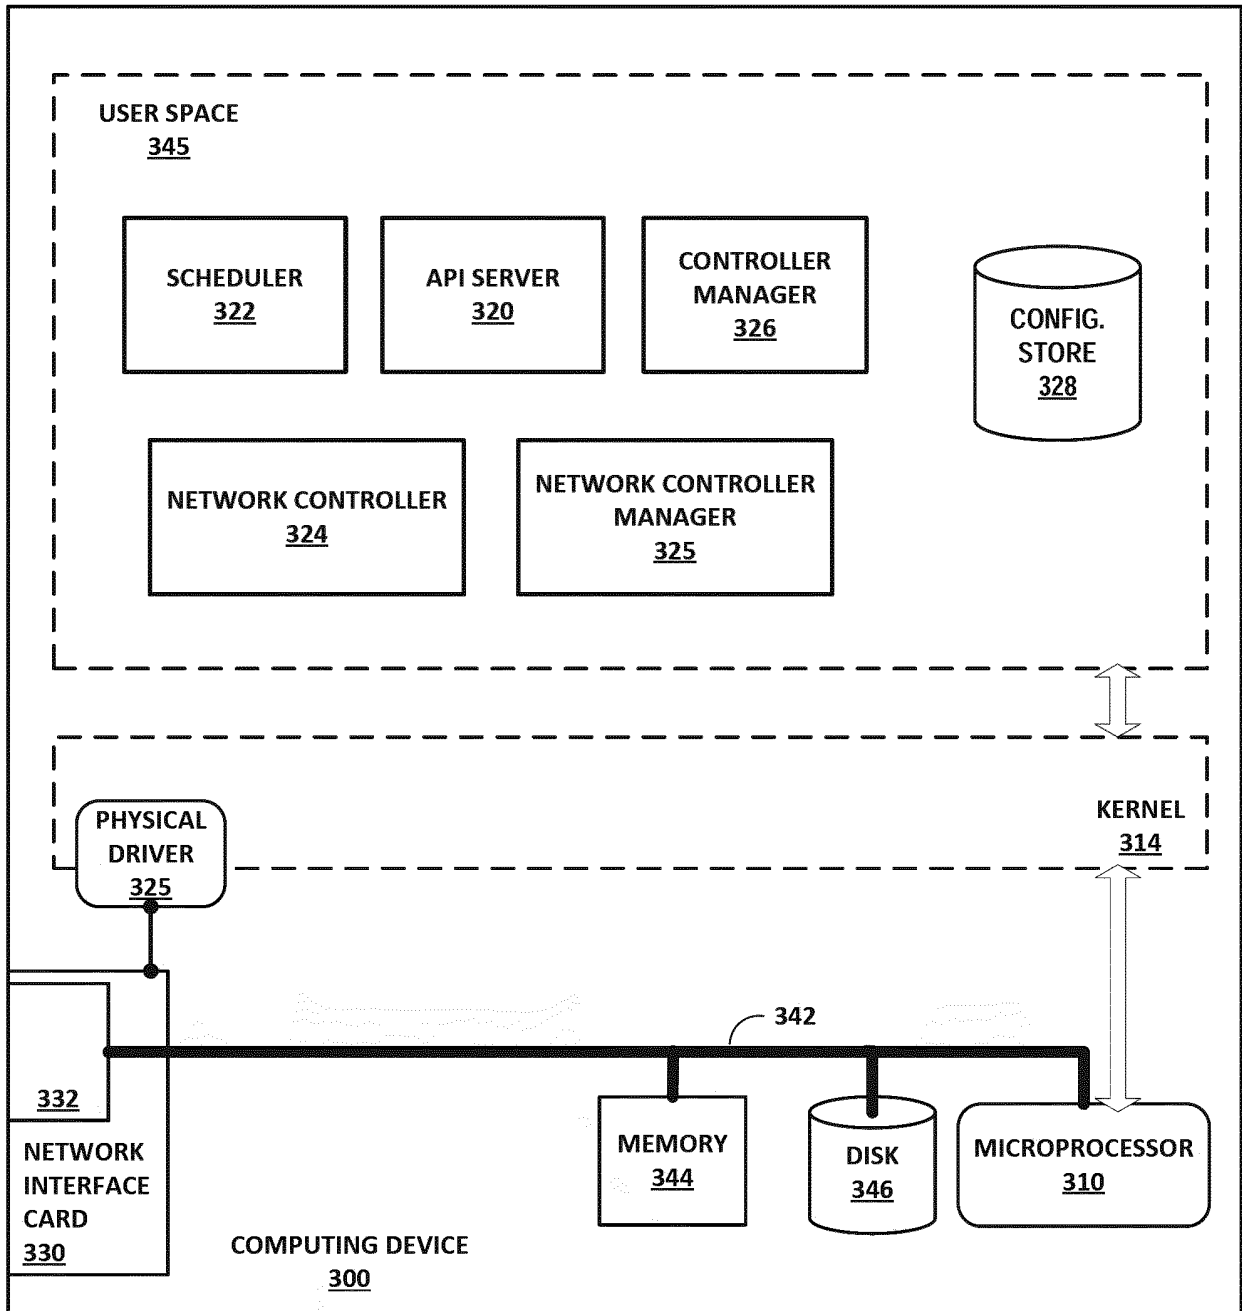 USER SPACE
345
SCHEDULER
322
API SERVER
320
CONTROLLER
MANAGER
326
CONFIG.
STORE
328
NETWORK CONTROLLER
324
NETWORK CONTROLLER
MANAGER
325
PHYSICAL
DRIVER
325
KERNEL
314
342
332
NETWORK
INTERFACE
CARD
330
MEMORY
344
DISK
346
MICROPROCESSOR
310
COMPUTING DEVICE
300